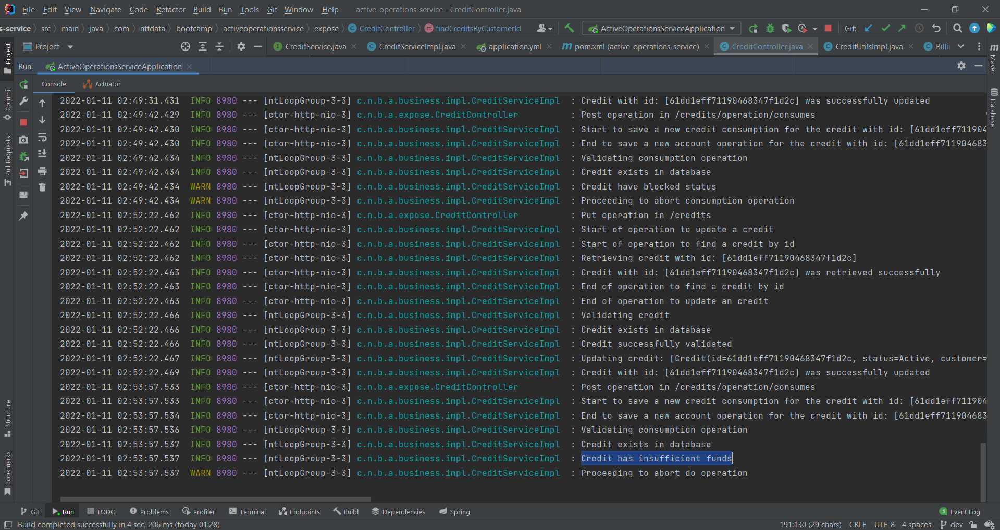 File Edit View Navigate Code Refactor Build Run Tools Git Window Help active-operations-service - CreditController.java
s-service src main java com nttdata bootcamp activeoperationsservice expose CreditController findCreditsByCustomerId ActiveOperationsServiceApplication Git:
Project CreditService.java CreditServiceImpl.java application.yml pom.xml (active-operations-service) CreditController.java CreditUtilsImpl.java Billi
Run: ActiveOperationsServiceApplication
Console Actuator
2022-01-11 02:49:31.431 INFO 8980 --- [ntLoopGroup-3-3] c.n.b.a.business.impl.CreditServiceImpl : Credit with id: [61dd1eff71190468347f1d2c] was successfully updated
2022-01-11 02:49:42.429 INFO 8980 --- [ctor-http-nio-3] c.n.b.a.expose.CreditController : Post operation in /credits/operation/consumes
2022-01-11 02:49:42.430 INFO 8980 --- [ctor-http-nio-3] c.n.b.a.business.impl.CreditServiceImpl : Start to save a new credit consumption for the credit with id: [61dd1eff711904
2022-01-11 02:49:42.430 INFO 8980 --- [ctor-http-nio-3] c.n.b.a.business.impl.CreditServiceImpl : End to save a new account operation for the credit with id: [61dd1eff711904683
2022-01-11 02:49:42.434 INFO 8980 --- [ntLoopGroup-3-3] c.n.b.a.business.impl.CreditServiceImpl : Validating consumption operation
2022-01-11 02:49:42.434 INFO 8980 --- [ntLoopGroup-3-3] c.n.b.a.business.impl.CreditServiceImpl : Credit exists in database
2022-01-11 02:49:42.434 WARN 8980 --- [ntLoopGroup-3-3] c.n.b.a.business.impl.CreditServiceImpl : Credit have blocked status
2022-01-11 02:49:42.434 WARN 8980 --- [ntLoopGroup-3-3] c.n.b.a.business.impl.CreditServiceImpl : Proceeding to abort consumption operation
2022-01-11 02:52:22.462 INFO 8980 --- [ctor-http-nio-3] c.n.b.a.expose.CreditController : Put operation in /credits
2022-01-11 02:52:22.462 INFO 8980 --- [ctor-http-nio-3] c.n.b.a.business.impl.CreditServiceImpl : Start of operation to update a credit
2022-01-11 02:52:22.462 INFO 8980 --- [ctor-http-nio-3] c.n.b.a.business.impl.CreditServiceImpl : Start of operation to find a credit by id
2022-01-11 02:52:22.462 INFO 8980 --- [ctor-http-nio-3] c.n.b.a.business.impl.CreditServiceImpl : Retrieving credit with id: [61dd1eff71190468347f1d2c]
2022-01-11 02:52:22.463 INFO 8980 --- [ctor-http-nio-3] c.n.b.a.business.impl.CreditServiceImpl : Credit with id: [61dd1eff71190468347f1d2c] was retrieved successfully
2022-01-11 02:52:22.463 INFO 8980 --- [ctor-http-nio-3] c.n.b.a.business.impl.CreditServiceImpl : End of operation to find a credit by id
2022-01-11 02:52:22.463 INFO 8980 --- [ctor-http-nio-3] c.n.b.a.business.impl.CreditServiceImpl : End of operation to update an credit
2022-01-11 02:52:22.466 INFO 8980 --- [ntLoopGroup-3-3] c.n.b.a.business.impl.CreditServiceImpl : Validating credit
2022-01-11 02:52:22.466 INFO 8980 --- [ntLoopGroup-3-3] c.n.b.a.business.impl.CreditServiceImpl : Credit exists in database
2022-01-11 02:52:22.466 INFO 8980 --- [ntLoopGroup-3-3] c.n.b.a.business.impl.CreditServiceImpl : Credit successfully validated
2022-01-11 02:52:22.467 INFO 8980 --- [ntLoopGroup-3-3] c.n.b.a.business.impl.CreditServiceImpl : Updating credit: [Credit(id=61dd1eff71190468347f1d2c, status=Active, customer=
2022-01-11 02:52:22.469 INFO 8980 --- [ntLoopGroup-3-3] c.n.b.a.business.impl.CreditServiceImpl : Credit with id: [61dd1eff71190468347f1d2c] was successfully updated
2022-01-11 02:53:57.533 INFO 8980 --- [ctor-http-nio-3] c.n.b.a.expose.CreditController : Post operation in /credits/operation/consumes
2022-01-11 02:53:57.533 INFO 8980 --- [ctor-http-nio-3] c.n.b.a.business.impl.CreditServiceImpl : Start to save a new credit consumption for the credit with id: [61dd1eff711904
2022-01-11 02:53:57.534 INFO 8980 --- [ctor-http-nio-3] c.n.b.a.business.impl.CreditServiceImpl : End to save a new account operation for the credit with id: [61dd1eff711904683
2022-01-11 02:53:57.536 INFO 8980 --- [ntLoopGroup-3-3] c.n.b.a.business.impl.CreditServiceImpl : Validating consumption operation
2022-01-11 02:53:57.537 INFO 8980 --- [ntLoopGroup-3-3] c.n.b.a.business.impl.CreditServiceImpl : Credit exists in database
2022-01-11 02:53:57.537 INFO 8980 --- [ntLoopGroup-3-3] c.n.b.a.business.impl.CreditServiceImpl : Credit has insufficient funds
2022-01-11 02:53:57.537 WARN 8980 --- [ntLoopGroup-3-3] c.n.b.a.business.impl.CreditServiceImpl : Proceeding to abort do operation
Project
Commit
Pull Requests
Structure
Bookmarks
Maven
Database
Git Run TODO Problems Profiler Terminal Endpoints Build Dependencies Spring 1 Event Log
Build completed successfully in 4 sec, 206 ms (today 01:28) 191:130 (29 chars) CRLF UTF-8 4 spaces dev